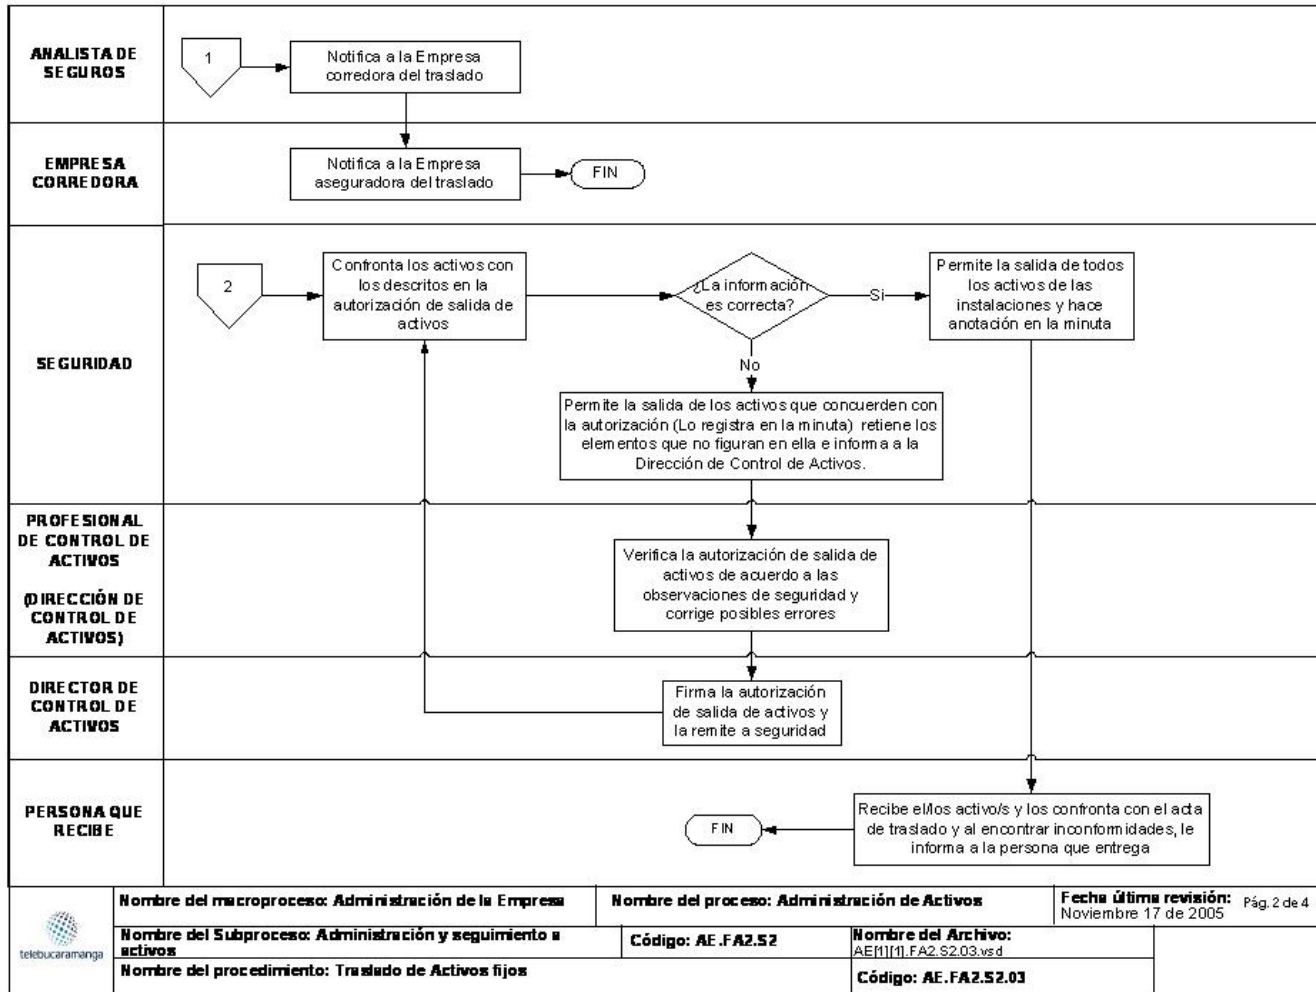 ANALISTA DE
SEGUROS
1
Notifica a la Empresa
corredora del traslado
EMPRESA
CORREDORA
Notifica a la Empresa
aseguradora del traslado
FIN
SEGURIDAD
2
Confronta los activos con
los descritos en la
autorización de salida de
activos
¿La información
es correcta?
Si
Permite la salida de todos
los activos de las
instalaciones y hace
anotación en la minuta
No
Permite la salida de los activos que concuerden con
la autorización (Lo registra en la minuta) retiene los
elementos que no figuran en ella e informa a la
Dirección de Control de Activos.
PROFESIONAL
DE CONTROL DE
ACTIVOS
(DIRECCIÓN DE
CONTROL DE
ACTIVOS)
Verifica la autorización de salida de
activos de acuerdo a las
observaciones de seguridad y
corrige posibles errores
DIRECTOR DE
CONTROL DE
ACTIVOS
Firma la autorización
de salida de activos y
la remite a seguridad
PERSONA QUE
RECIBE
FIN
Recibe el/los activo/s y los confronta con el acta
de traslado y al encontrar inconformidades, le
informa a la persona que entrega
telebucaramanga
Nombre del macroproceso: Administración de la Empresa
Nombre del proceso: Administración de Activos
Fecha última revisión:
Noviembre 17 de 2005
Pág. 2 de 4
Nombre del Subproceso: Administración y seguimiento a
activos
Código: AE.FA2.S2
Nombre del Archivo:
AE[1][1].FA2.S2.03.vsd
Nombre del procedimiento: Traslado de Activos fijos
Código: AE.FA2.S2.03